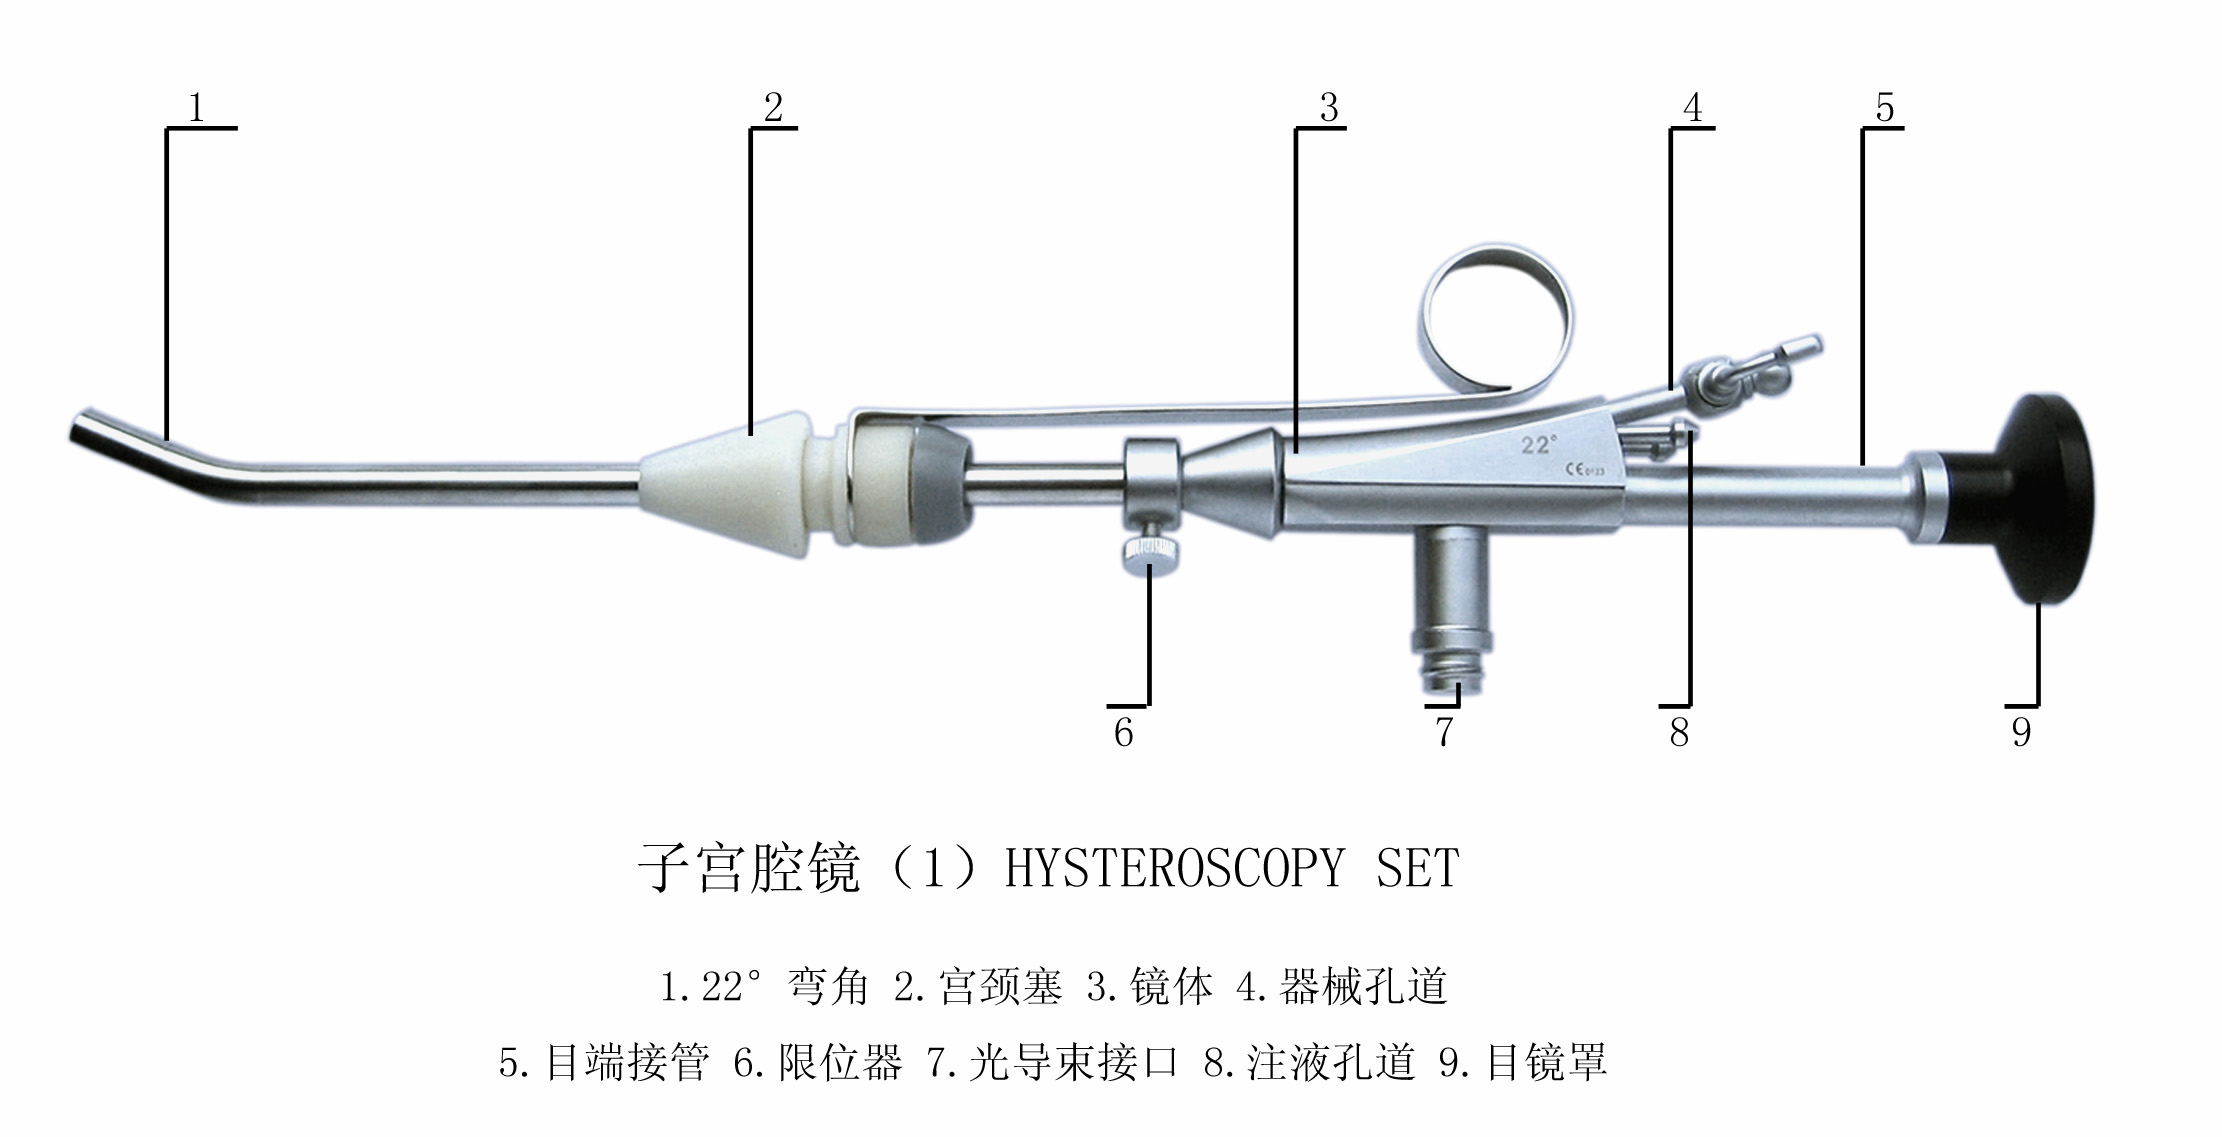 1 2 3 4 5
22°
CE0123
6 7 8 9
子宫腔镜（1）HYSTEROSCOPY SET
1.22°弯角 2.宫颈塞 3.镜体 4.器械孔道
5.目端接管 6.限位器 7.光导束接口 8.注液孔道 9.目镜罩